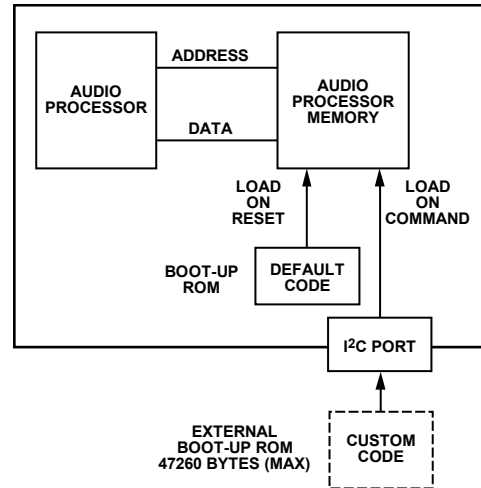 AUDIO
PROCESSOR
ADDRESS
DATA
AUDIO
PROCESSOR
MEMORY
LOAD
ON
RESET
LOAD
ON
COMMAND
BOOT-UP
ROM
DEFAULT
CODE
I²C PORT
EXTERNAL
BOOT-UP ROM
47260 BYTES (MAX)
CUSTOM
CODE